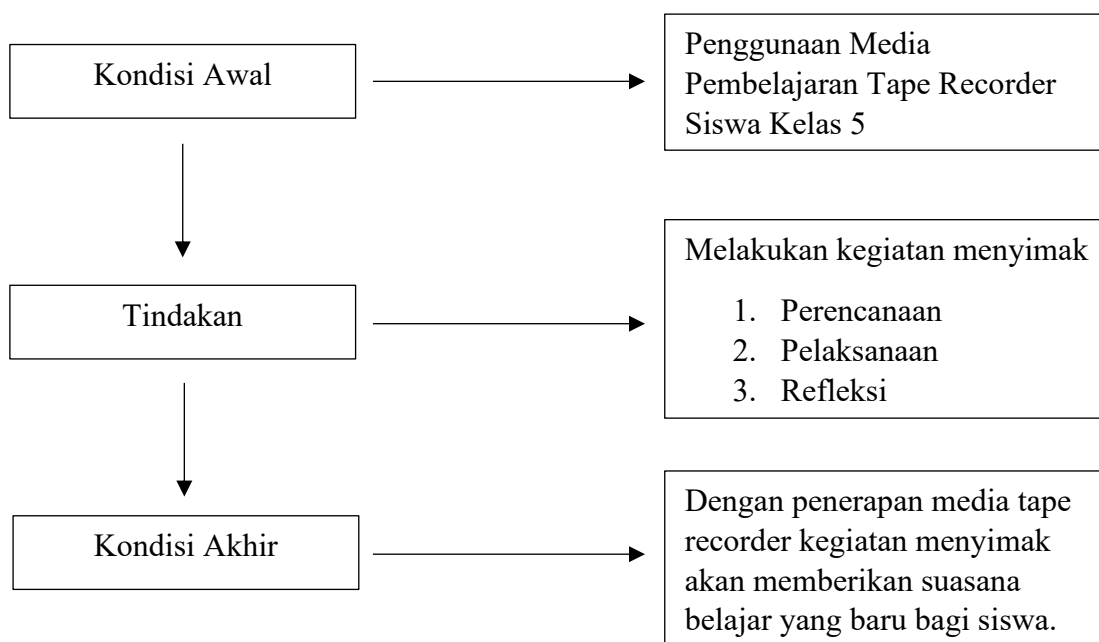 Kondisi Awal
Penggunaan Media
Pembelajaran Tape Recorder
Siswa Kelas 5
Tindakan
Melakukan kegiatan menyimak
1. Perencanaan
2. Pelaksanaan
3. Refleksi
Kondisi Akhir
Dengan penerapan media tape
recorder kegiatan menyimak
akan memberikan suasana
belajar yang baru bagi siswa.